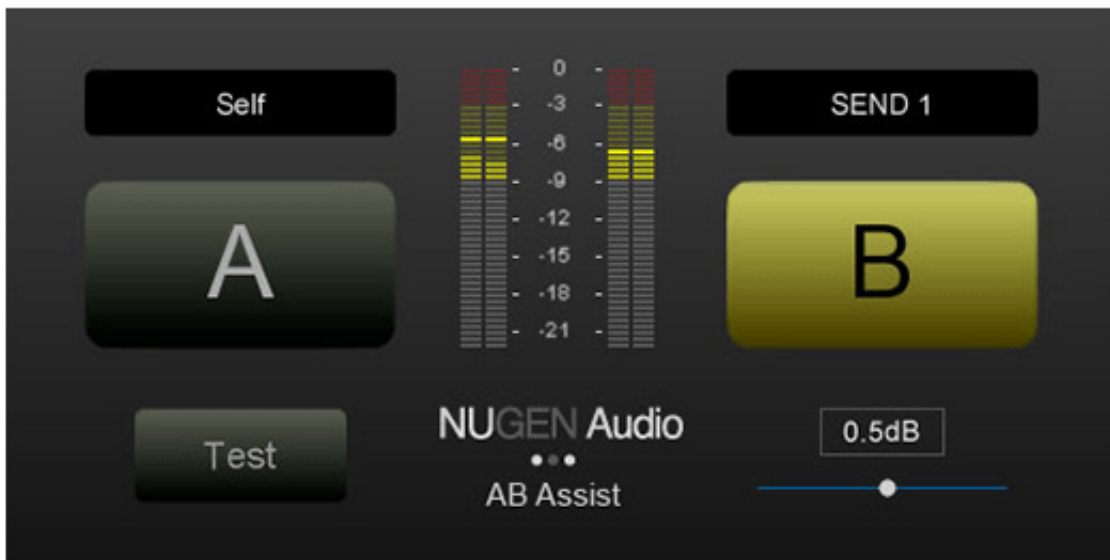 Self
SEND 1
A
B
- 0 -
- -3 -
- -6 -
- -9 -
- -12 -
- -15 -
- -18 -
- -21 -
Test
NUGEN Audio
AB Assist
0.5dB